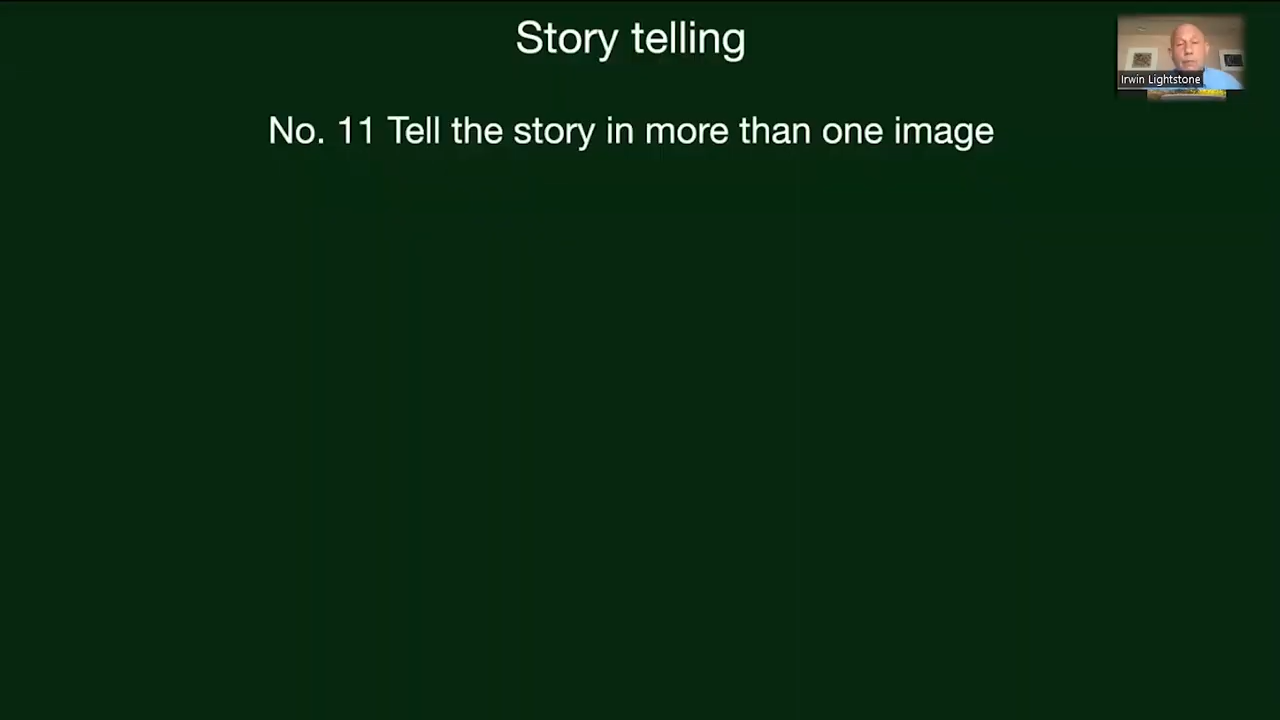 Story telling
Irwin Lightstone
No. 11 Tell the story in more than one image